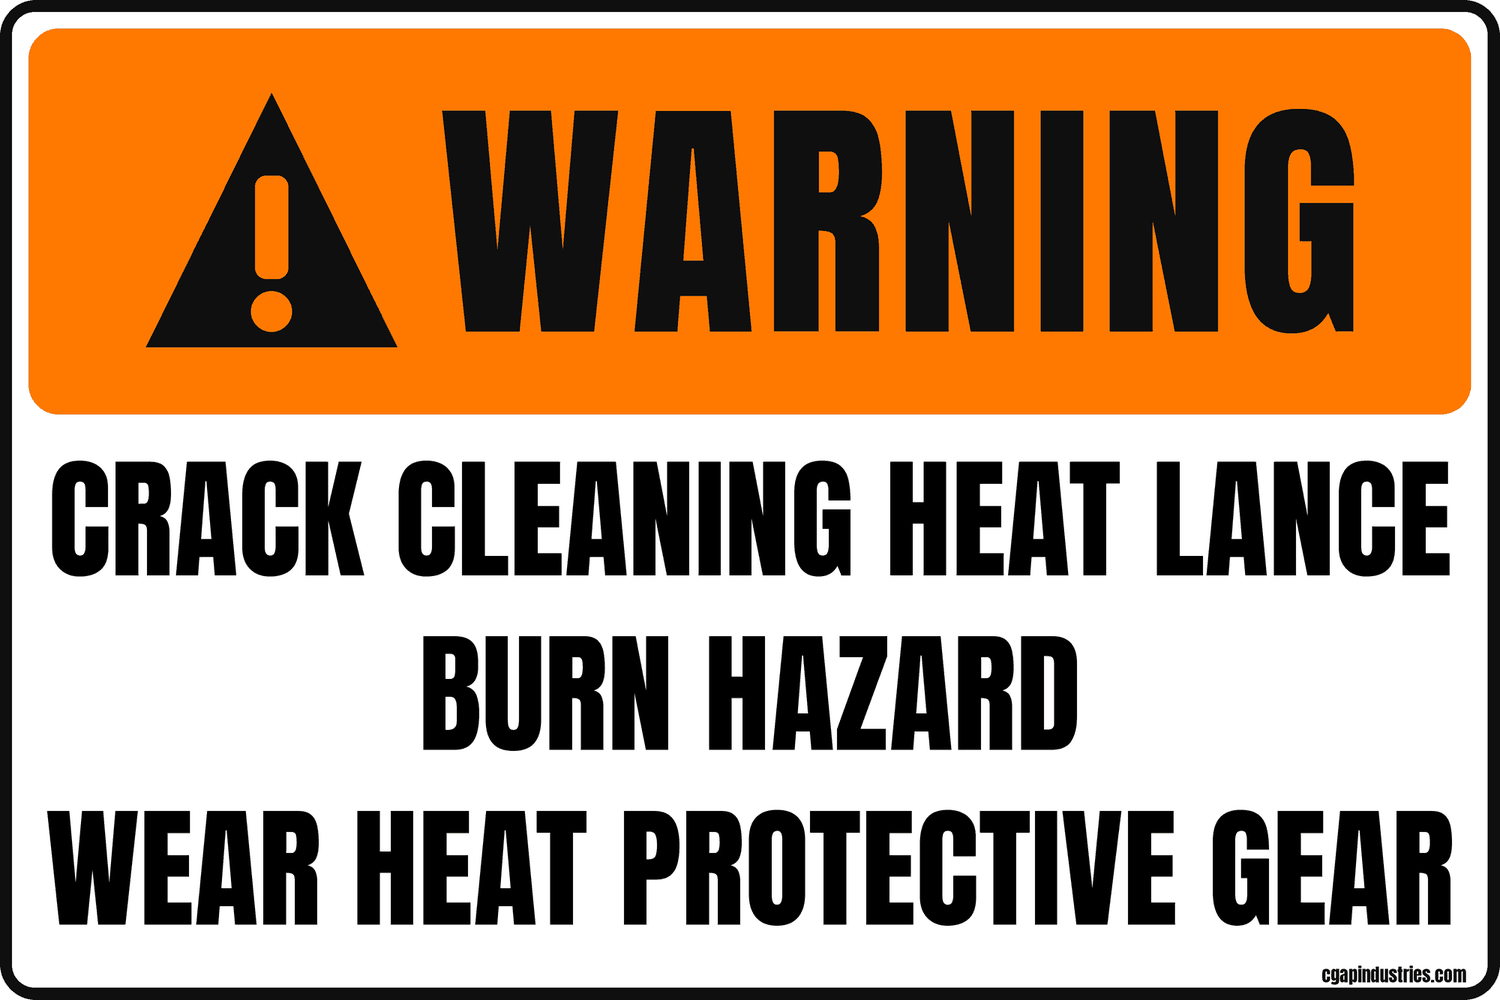 WARNING
CRACK CLEANING HEAT LANCE
BURN HAZARD
WEAR HEAT PROTECTIVE GEAR
cgapindustries.com